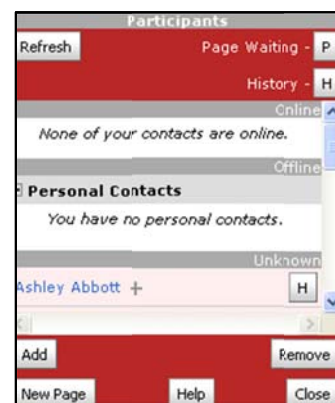 Participants
Refresh Page Waiting - P
History - H
Online
None of your contacts are online.
Offline
Personal Contacts
You have no personal contacts.
Unknown
Ashley Abbott + H
Add Remove
New Page Help Close